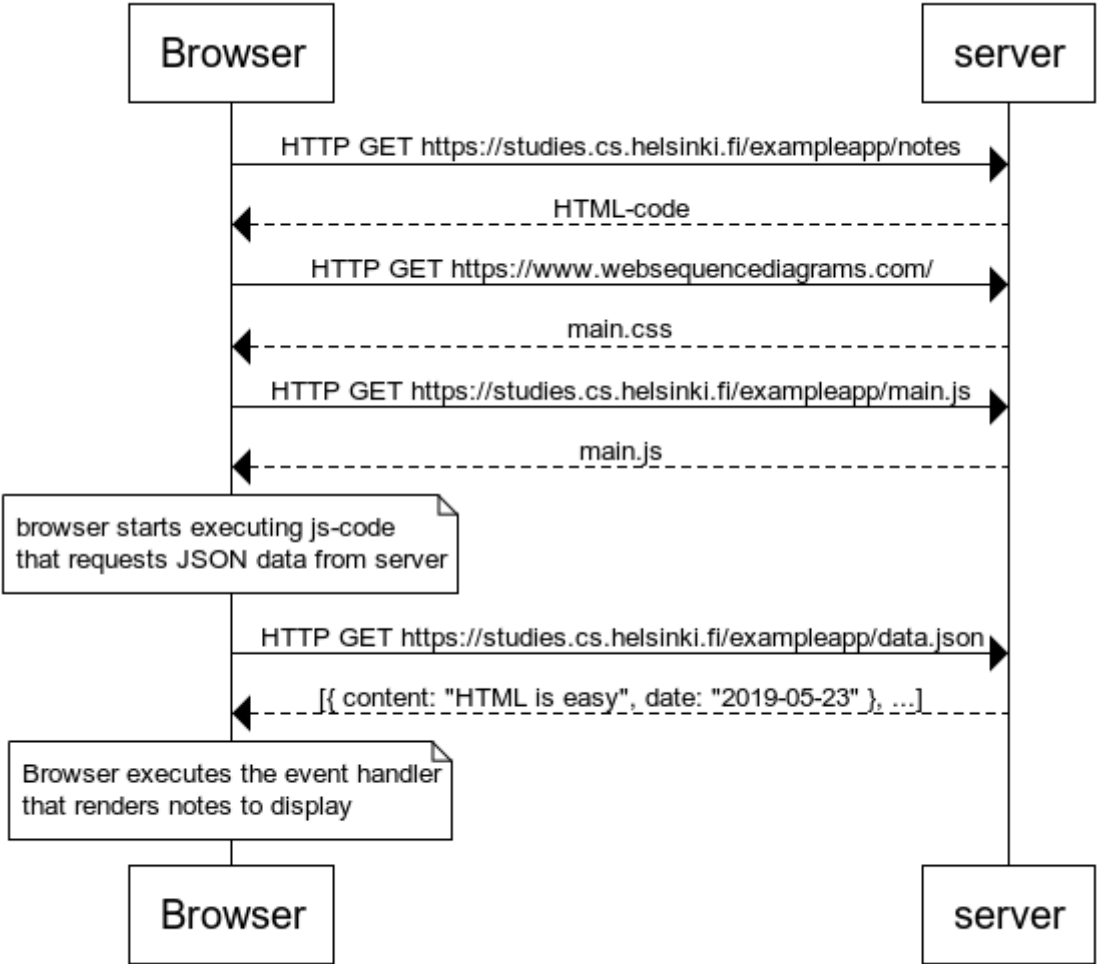 Browser
server
HTTP GET https://studies.cs.helsinki.fi/exampleapp/notes
HTML-code
HTTP GET https://www.websequencediagrams.com/
main.css
HTTP GET https://studies.cs.helsinki.fi/exampleapp/main.js
main.js
browser starts executing js-code
that requests JSON data from server
HTTP GET https://studies.cs.helsinki.fi/exampleapp/data.json
[{ content: "HTML is easy", date: "2019-05-23" }, ...]
Browser executes the event handler
that renders notes to display
Browser
server